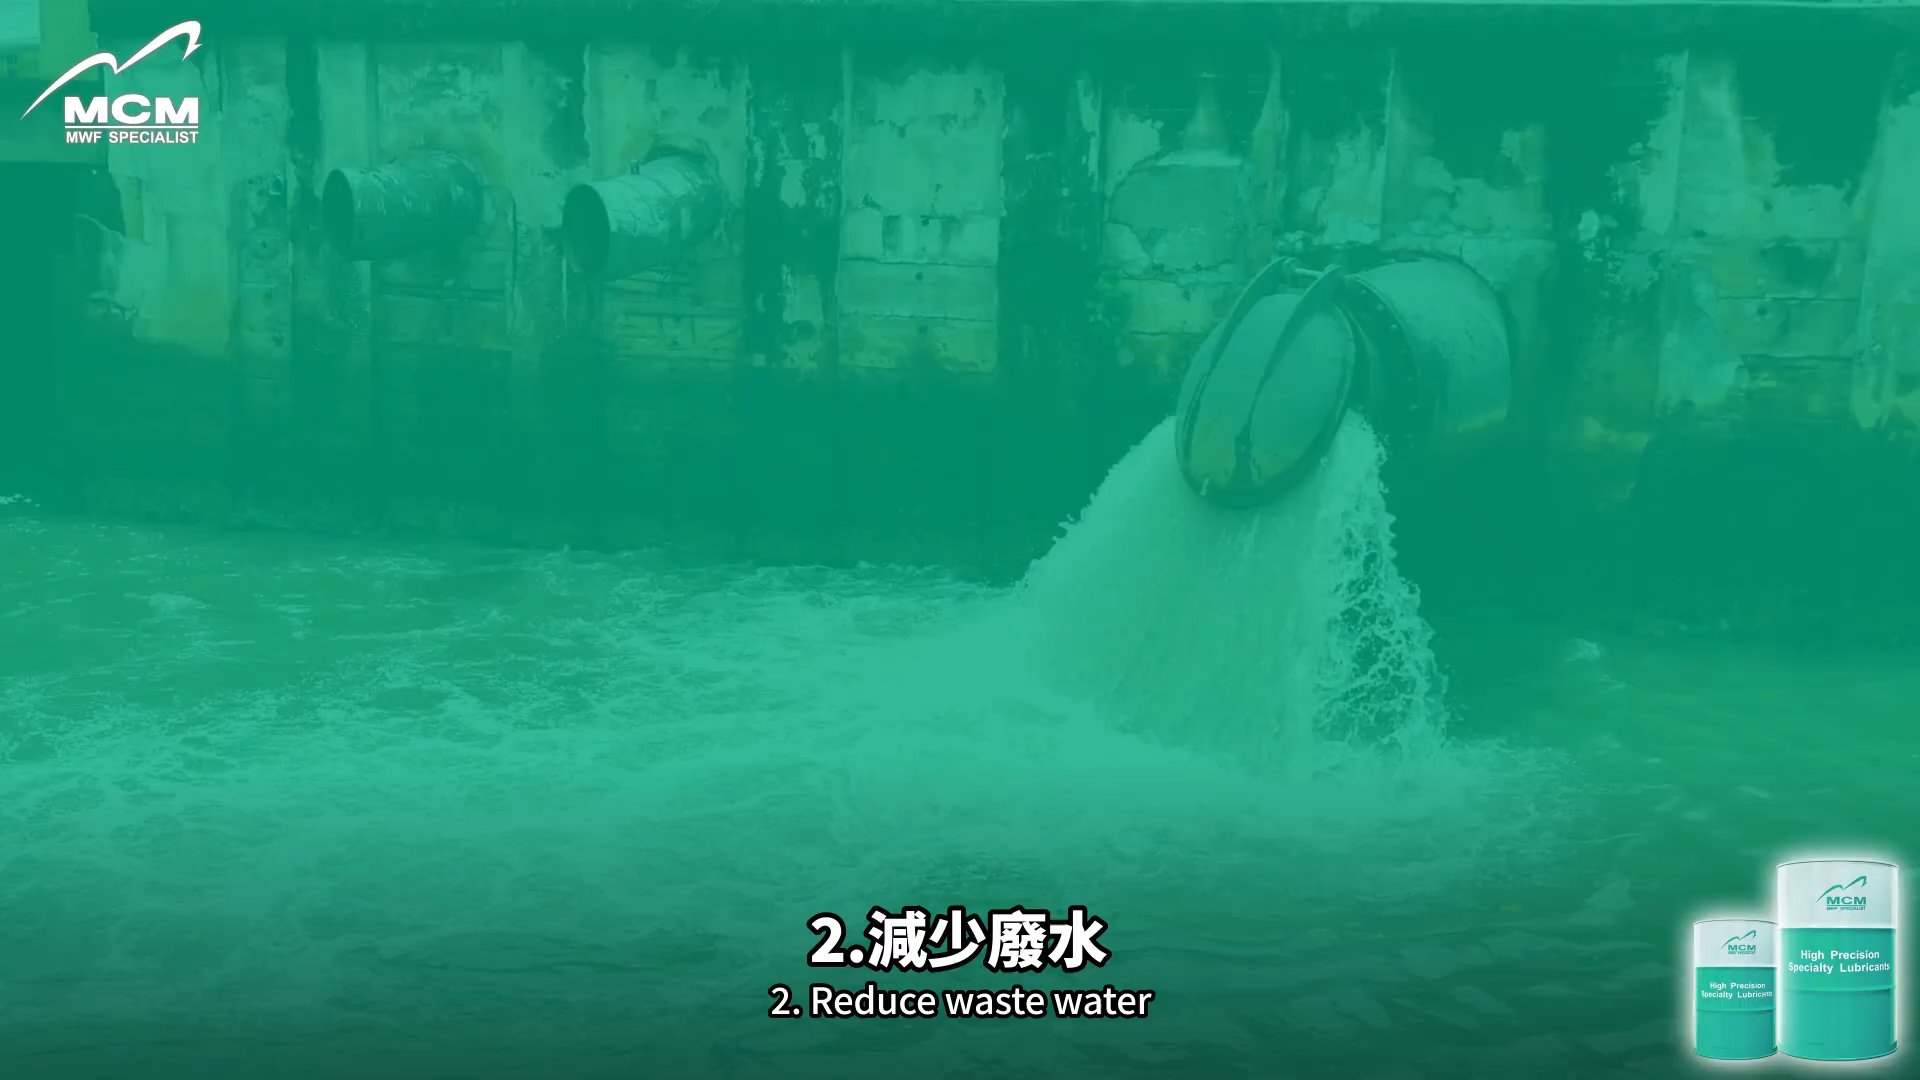 MCM
MWF SPECIALIST
2.減少廢水
2. Reduce waste water
MCM
High Precision
Specialty Lubricants
MCM
High Precision
Specialty Lubricants